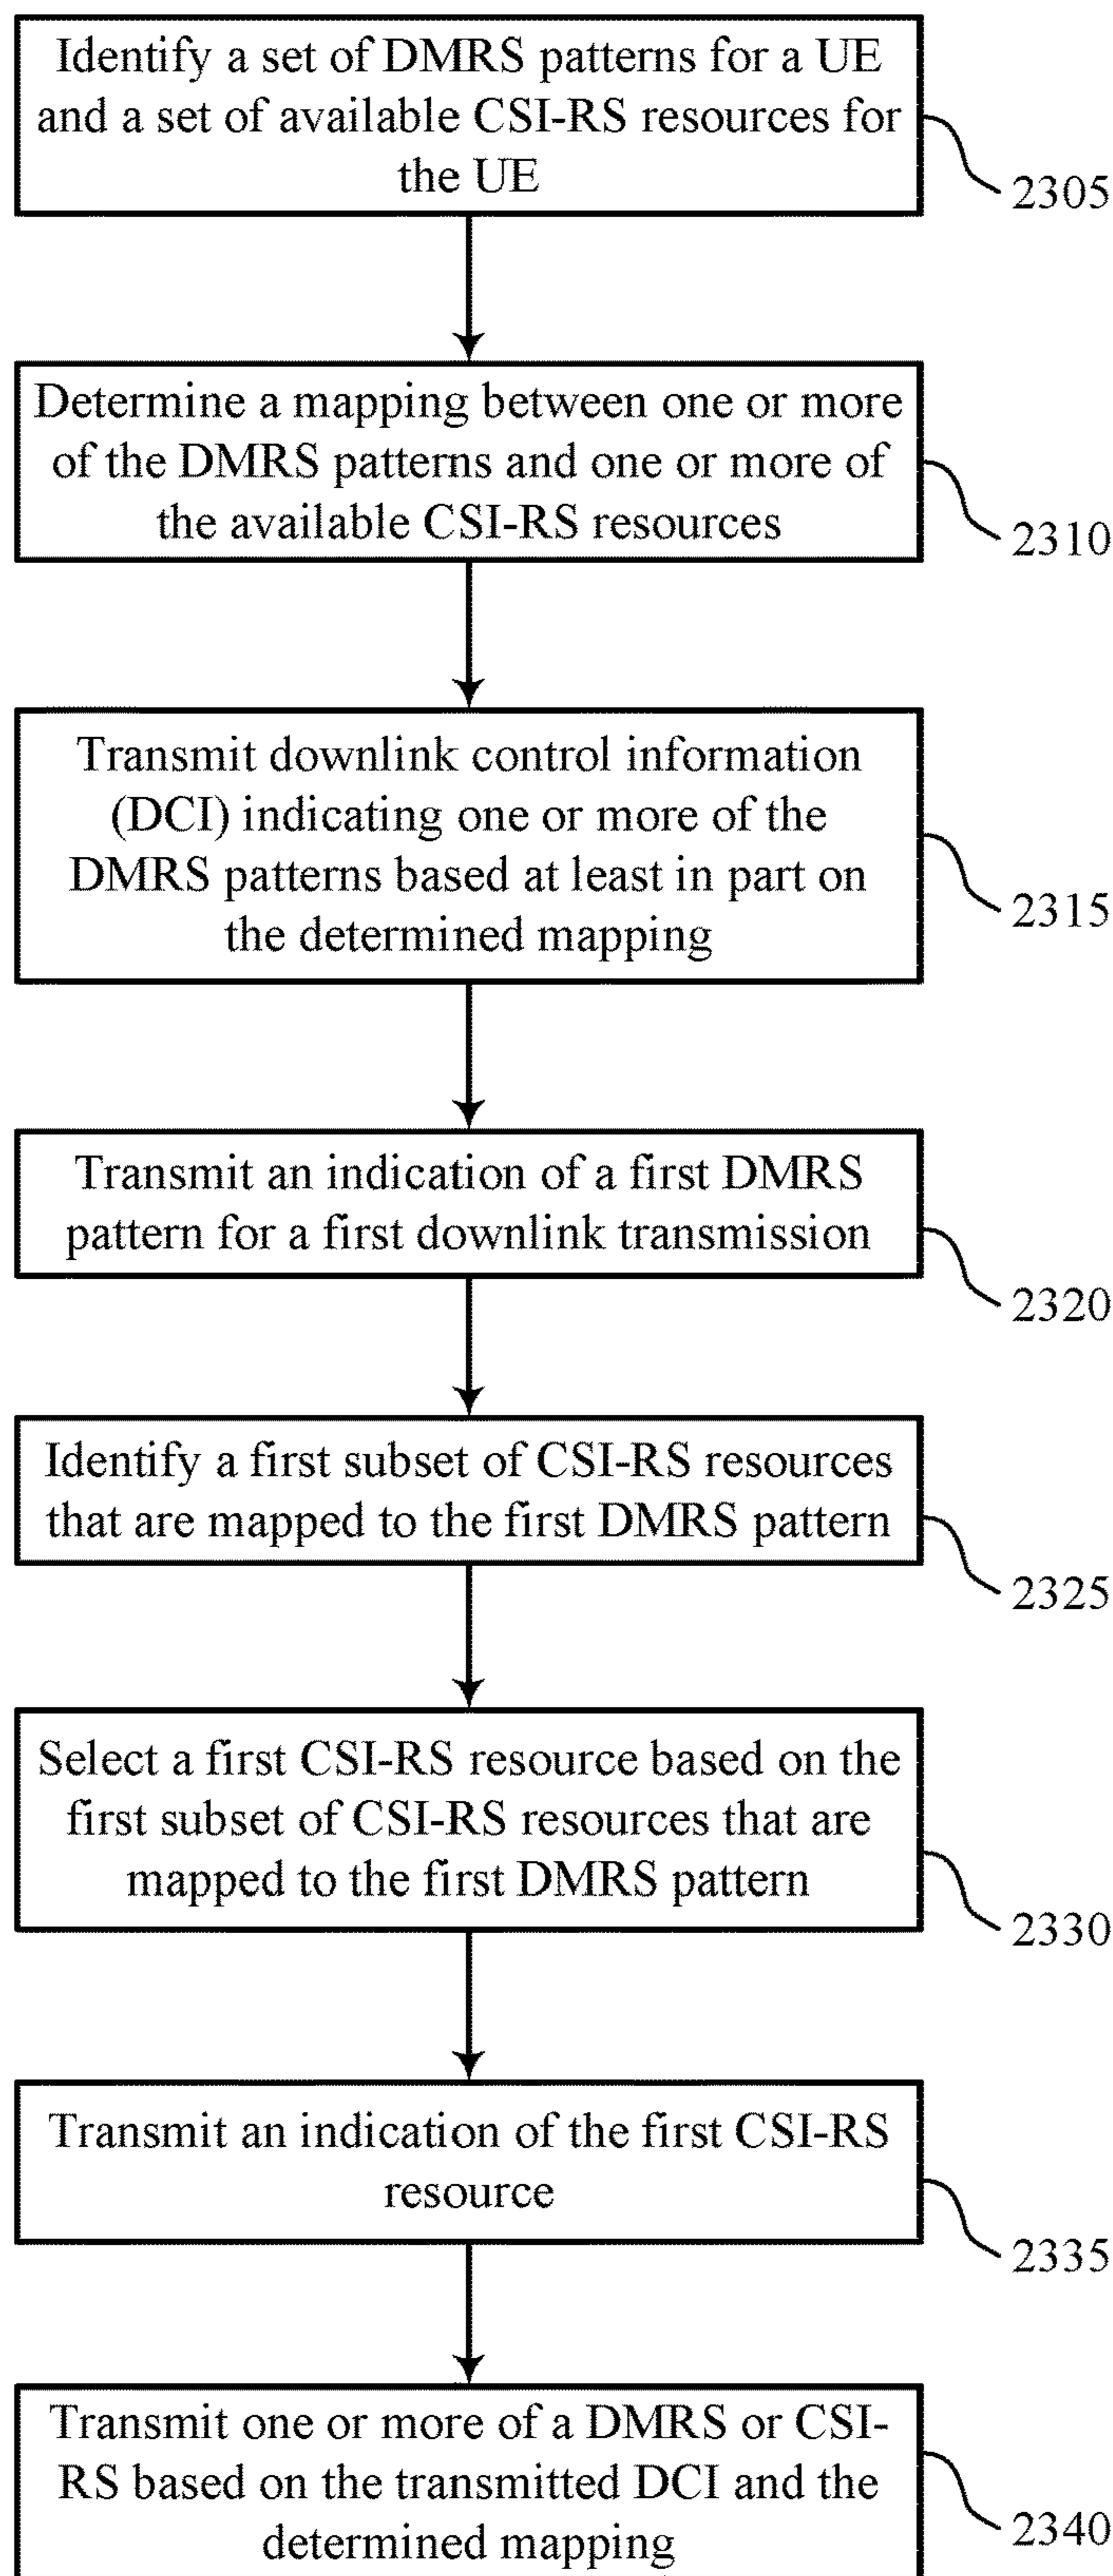 Identify a set of DMRS patterns for a UE
and a set of available CSI-RS resources for
the UE
2305
Determine a mapping between one or more
of the DMRS patterns and one or more of
the available CSI-RS resources
2310
Transmit downlink control information
(DCI) indicating one or more of the
DMRS patterns based at least in part on
the determined mapping
2315
Transmit an indication of a first DMRS
pattern for a first downlink transmission
2320
Identify a first subset of CSI-RS resources
that are mapped to the first DMRS pattern
2325
Select a first CSI-RS resource based on the
first subset of CSI-RS resources that are
mapped to the first DMRS pattern
2330
Transmit an indication of the first CSI-RS
resource
2335
Transmit one or more of a DMRS or CSI-
RS based on the transmitted DCI and the
determined mapping
2340